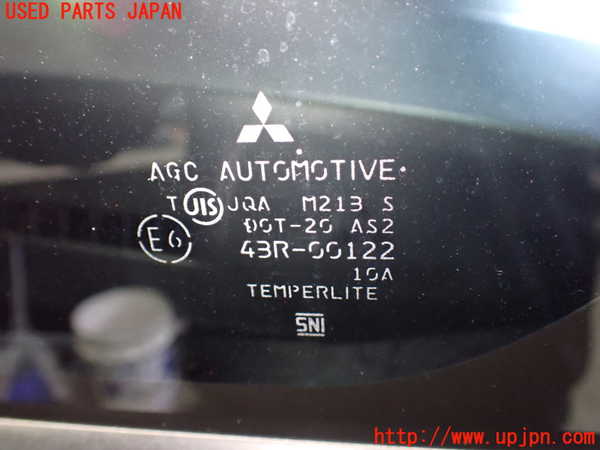 USED PARTS JAPAN
AGC AUTOMOTIVE
T JIS JQA M213 S
DOT-20 AS2
E6 43R-00122
10A
TEMPERLITE
SNI
http://www.upjpn.com/